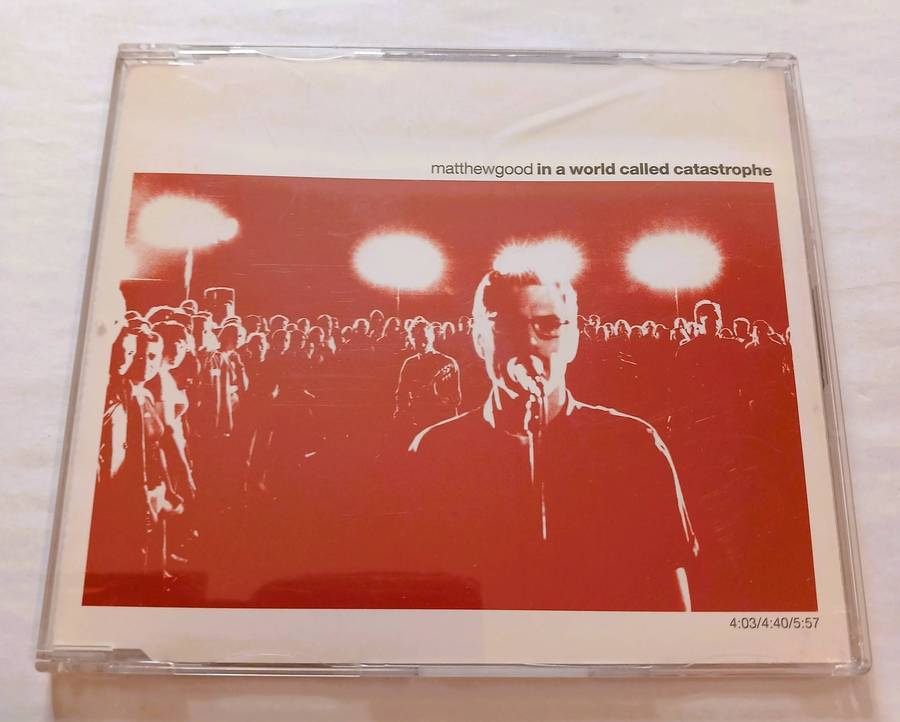 matthewgood in a world called catastrophe
4:03/4:40/5:57